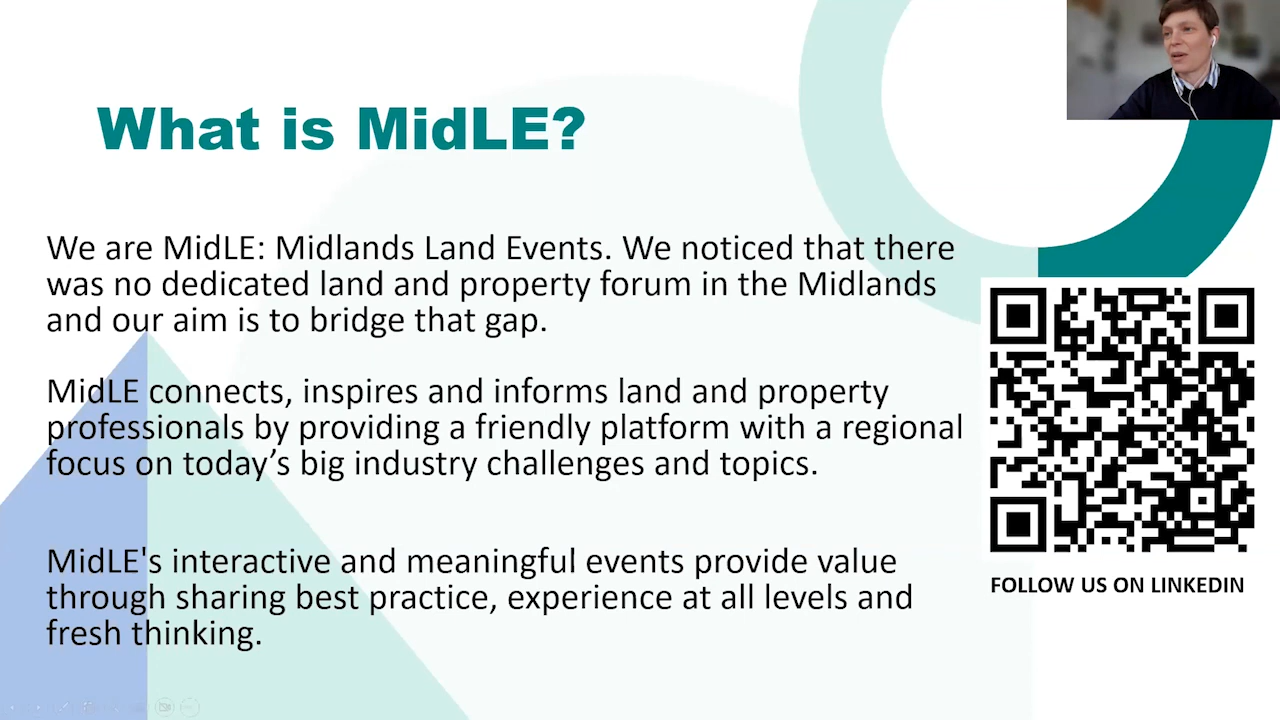 What is MidLE?
We are MidLE: Midlands Land Events. We noticed that there
was no dedicated land and property forum in the Midlands
and our aim is to bridge that gap.
MidLE connects, inspires and informs land and property
professionals by providing a friendly platform with a regional
focus on today’s big industry challenges and topics.
MidLE's interactive and meaningful events provide value
through sharing best practice, experience at all levels and
fresh thinking.
FOLLOW US ON LINKEDIN